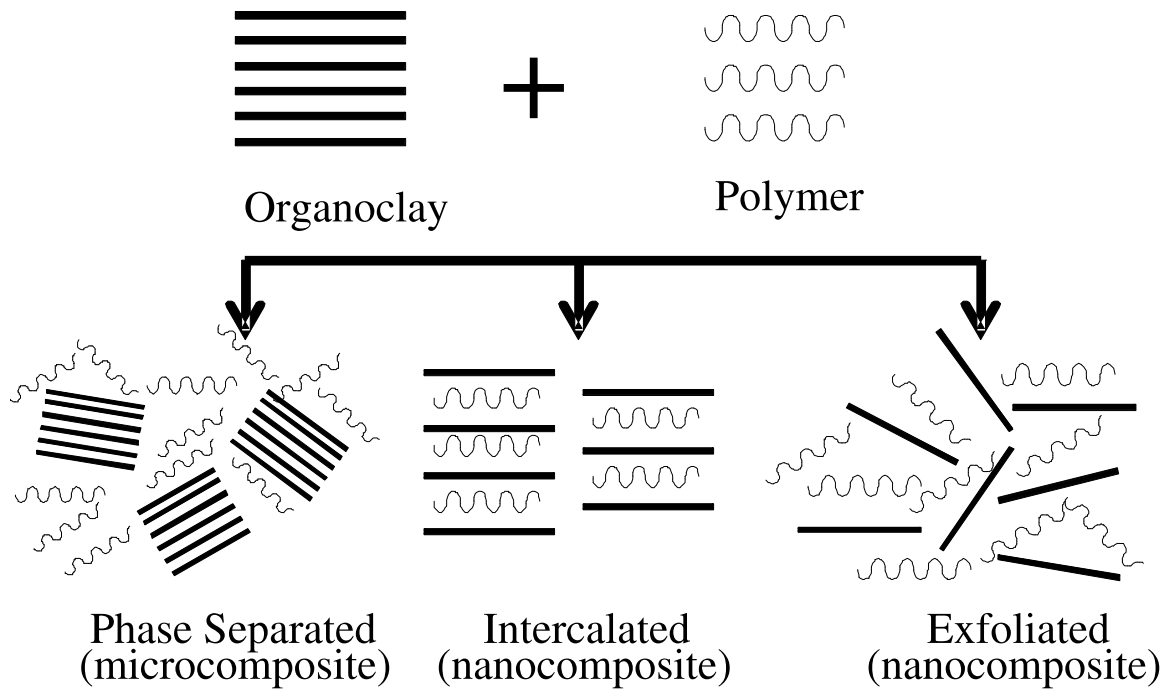 Organoclay
Polymer
Phase Separated
(microcomposite)
Intercalated
(nanocomposite)
Exfoliated
(nanocomposite)